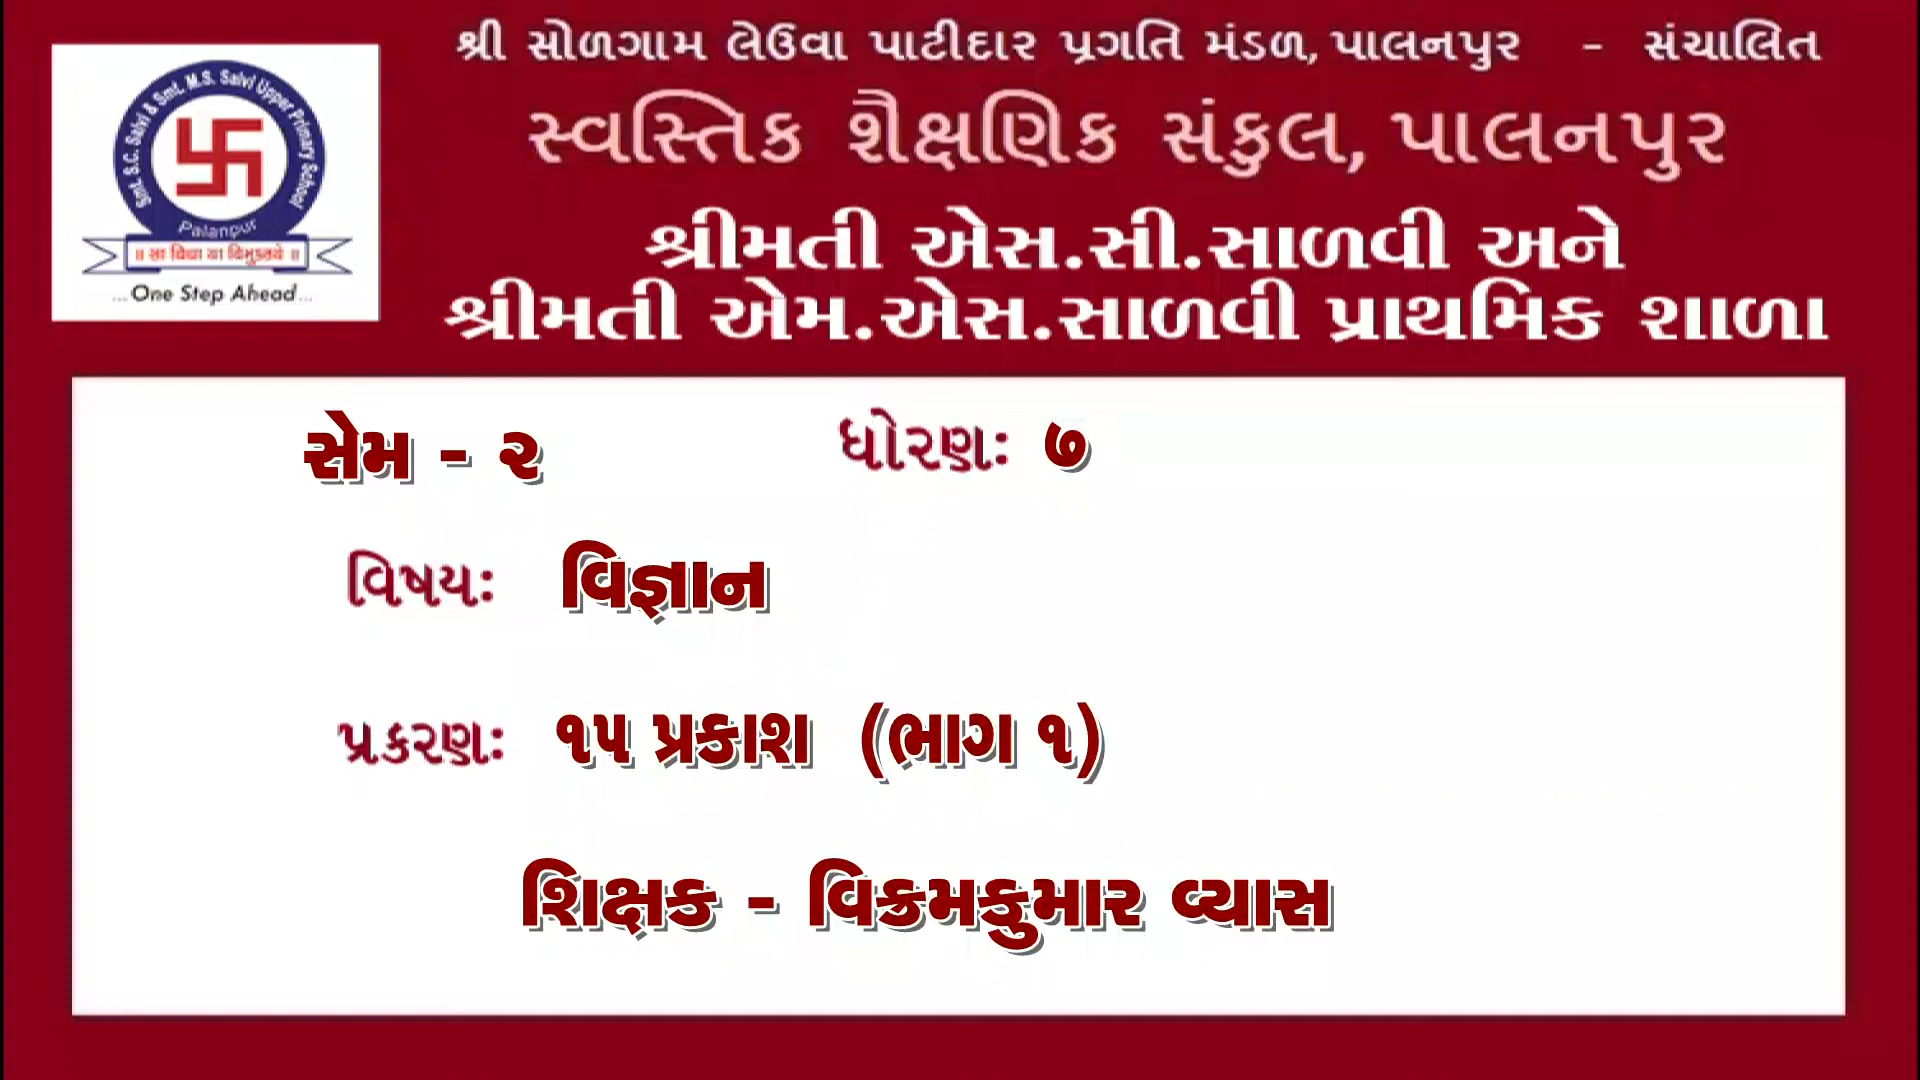 શ્રી સોળગામ લેઉવા પાટીદાર પ્રગતિ મંડળ, પાલનપુર - સંચાલિત
સ્વસ્તિક શૈક્ષણિક સંકુલ, પાલનપુર
શ્રીમતી એસ.સી.સાળવી અને
શ્રીમતી એમ.એસ.સાળવી પ્રાથમિક શાળા
Smt. S.C. Salvi & Smt. M.S. Salvi Upper Primary School
Palanpur
॥ सा विद्या या विमुक्तये ॥
...One Step Ahead...
સેમ - ૨ ધોરણઃ ૭
વિષયઃ વિજ્ઞાન
પ્રકરણઃ ૧૫ પ્રકાશ (ભાગ ૧)
શિક્ષક - વિક્રમકુમાર વ્યાસ